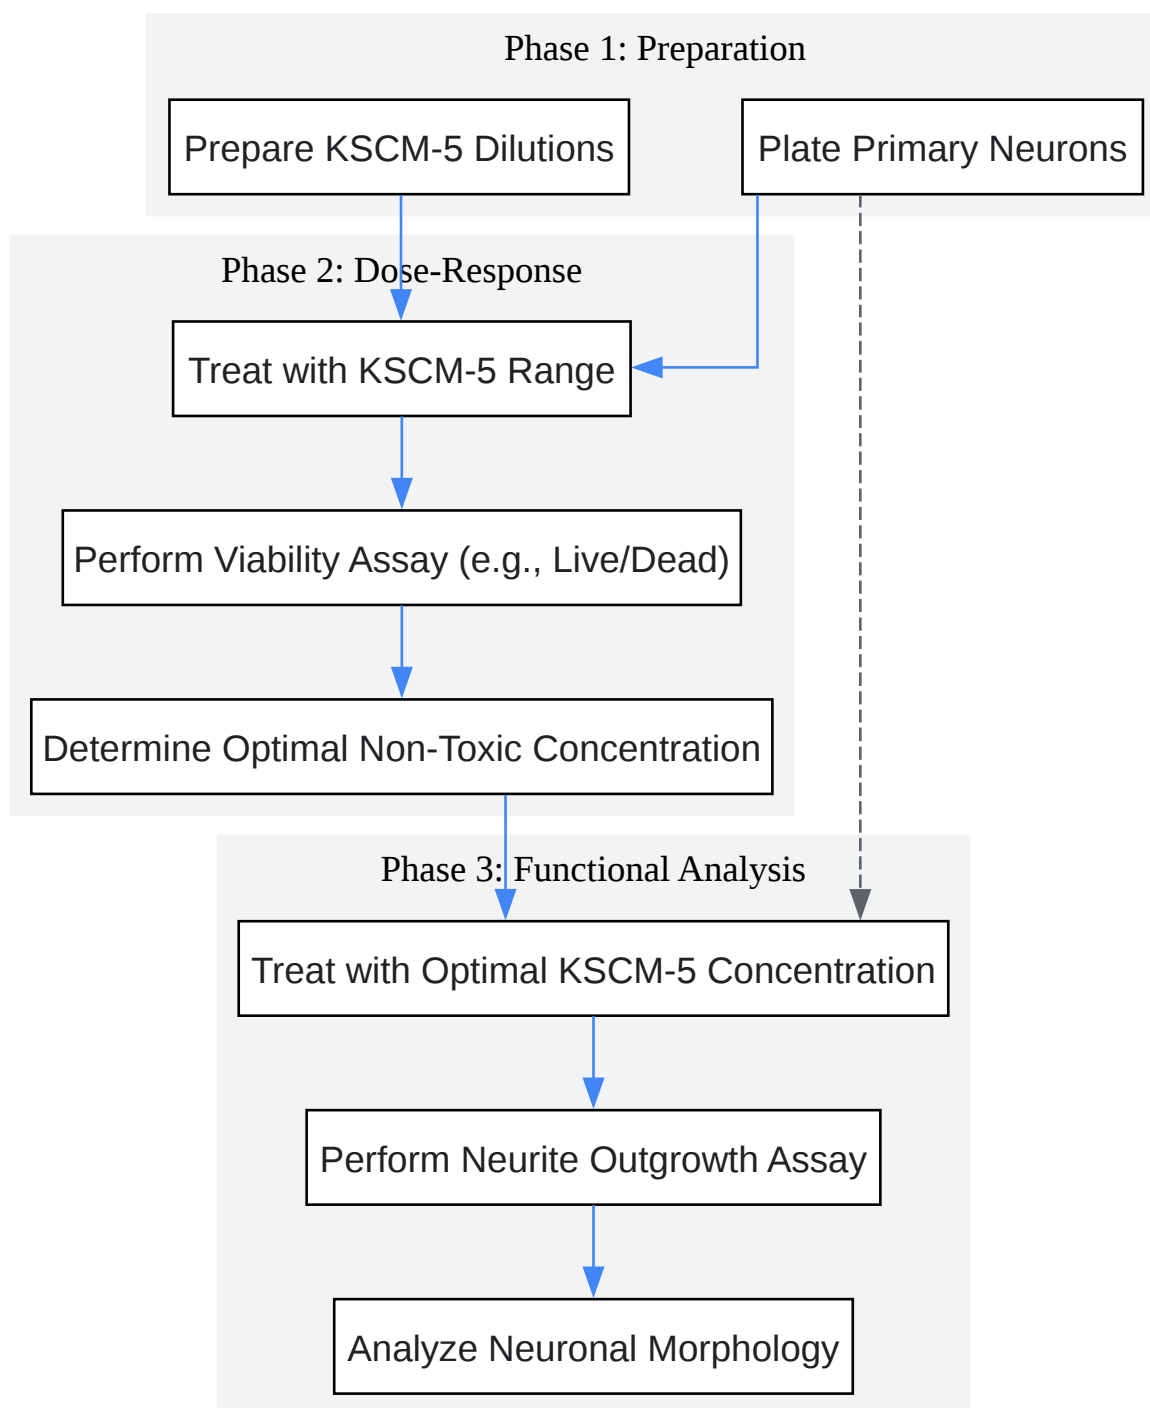 Phase 1: Preparation
Prepare KSCM-5 Dilutions
Plate Primary Neurons
Phase 2: Dose-Response
Treat with KSCM-5 Range
Perform Viability Assay (e.g., Live/Dead)
Determine Optimal Non-Toxic Concentration
Phase 3: Functional Analysis
Treat with Optimal KSCM-5 Concentration
Perform Neurite Outgrowth Assay
Analyze Neuronal Morphology